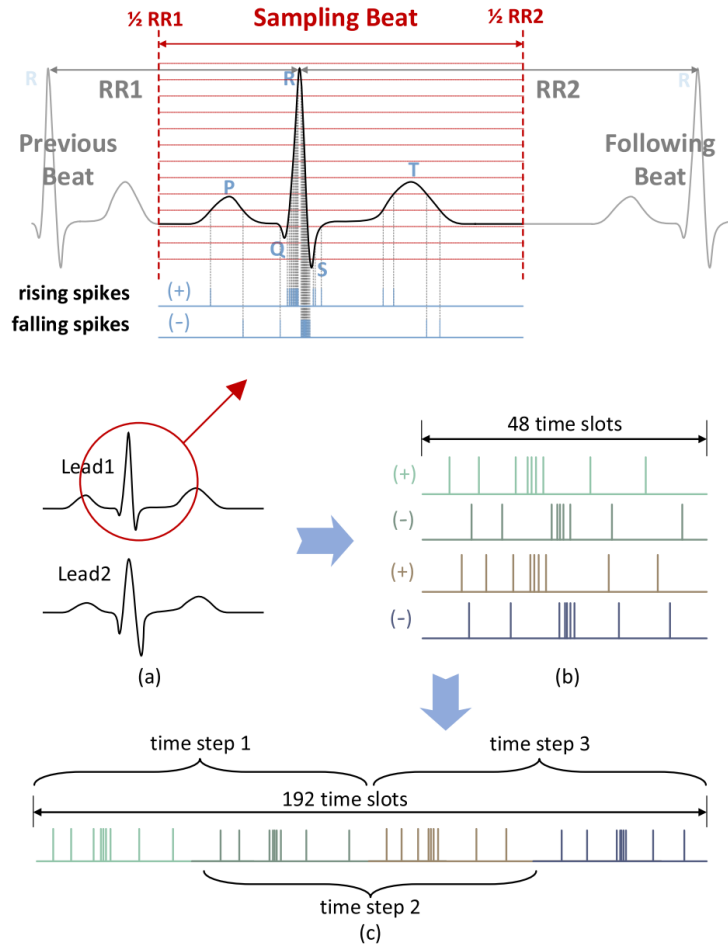 ½ RR1
Sampling Beat
½ RR2
R
R
R
RR1
RR2
Previous
Beat
Following
Beat
P
T
Q
S
rising spikes
(+)
falling spikes
(−)
Lead1
Lead2
(a)
48 time slots
(+)
(−)
(+)
(−)
(b)
time step 1
time step 3
192 time slots
time step 2
(c)